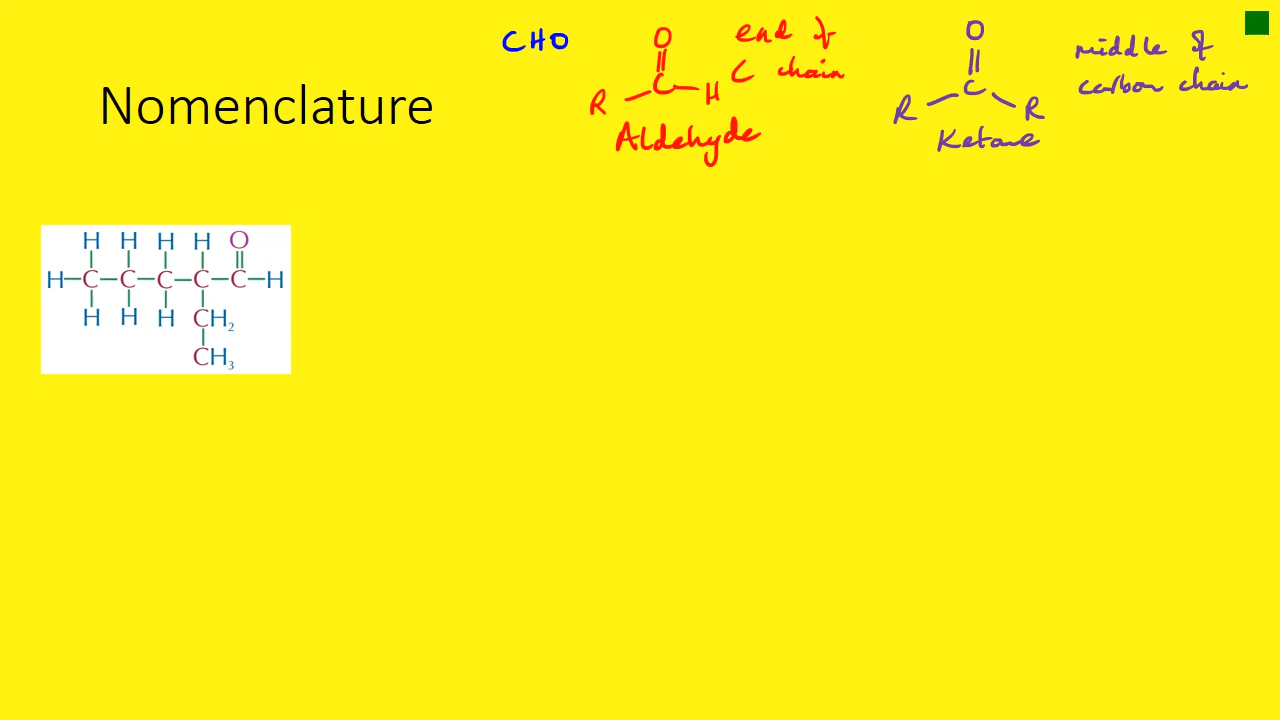 Nomenclature
CHO
O
C
R H
Aldehyde
end of
C chain
O
C
R R
Ketone
middle of
carbon chain
H H H H O
H C C C C C H
H H H CH₂
CH₃